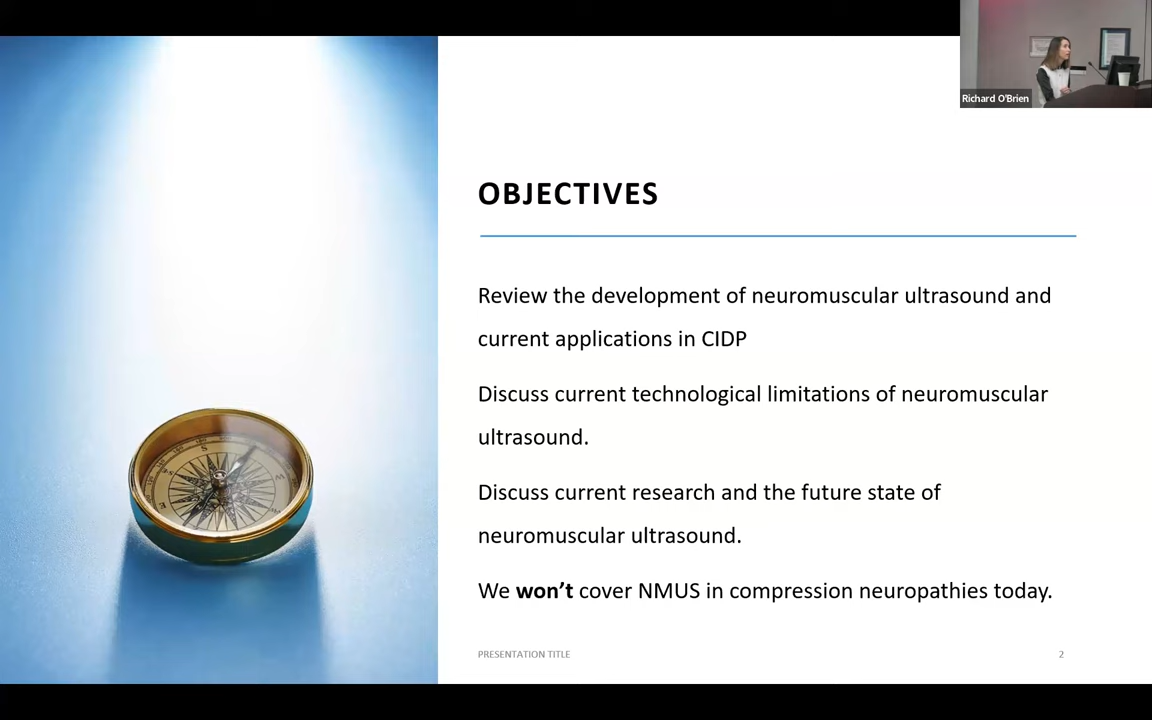 Richard O'Brien
OBJECTIVES
Review the development of neuromuscular ultrasound and
current applications in CIDP
Discuss current technological limitations of neuromuscular
ultrasound.
Discuss current research and the future state of
neuromuscular ultrasound.
We won't cover NMUS in compression neuropathies today.
PRESENTATION TITLE
2